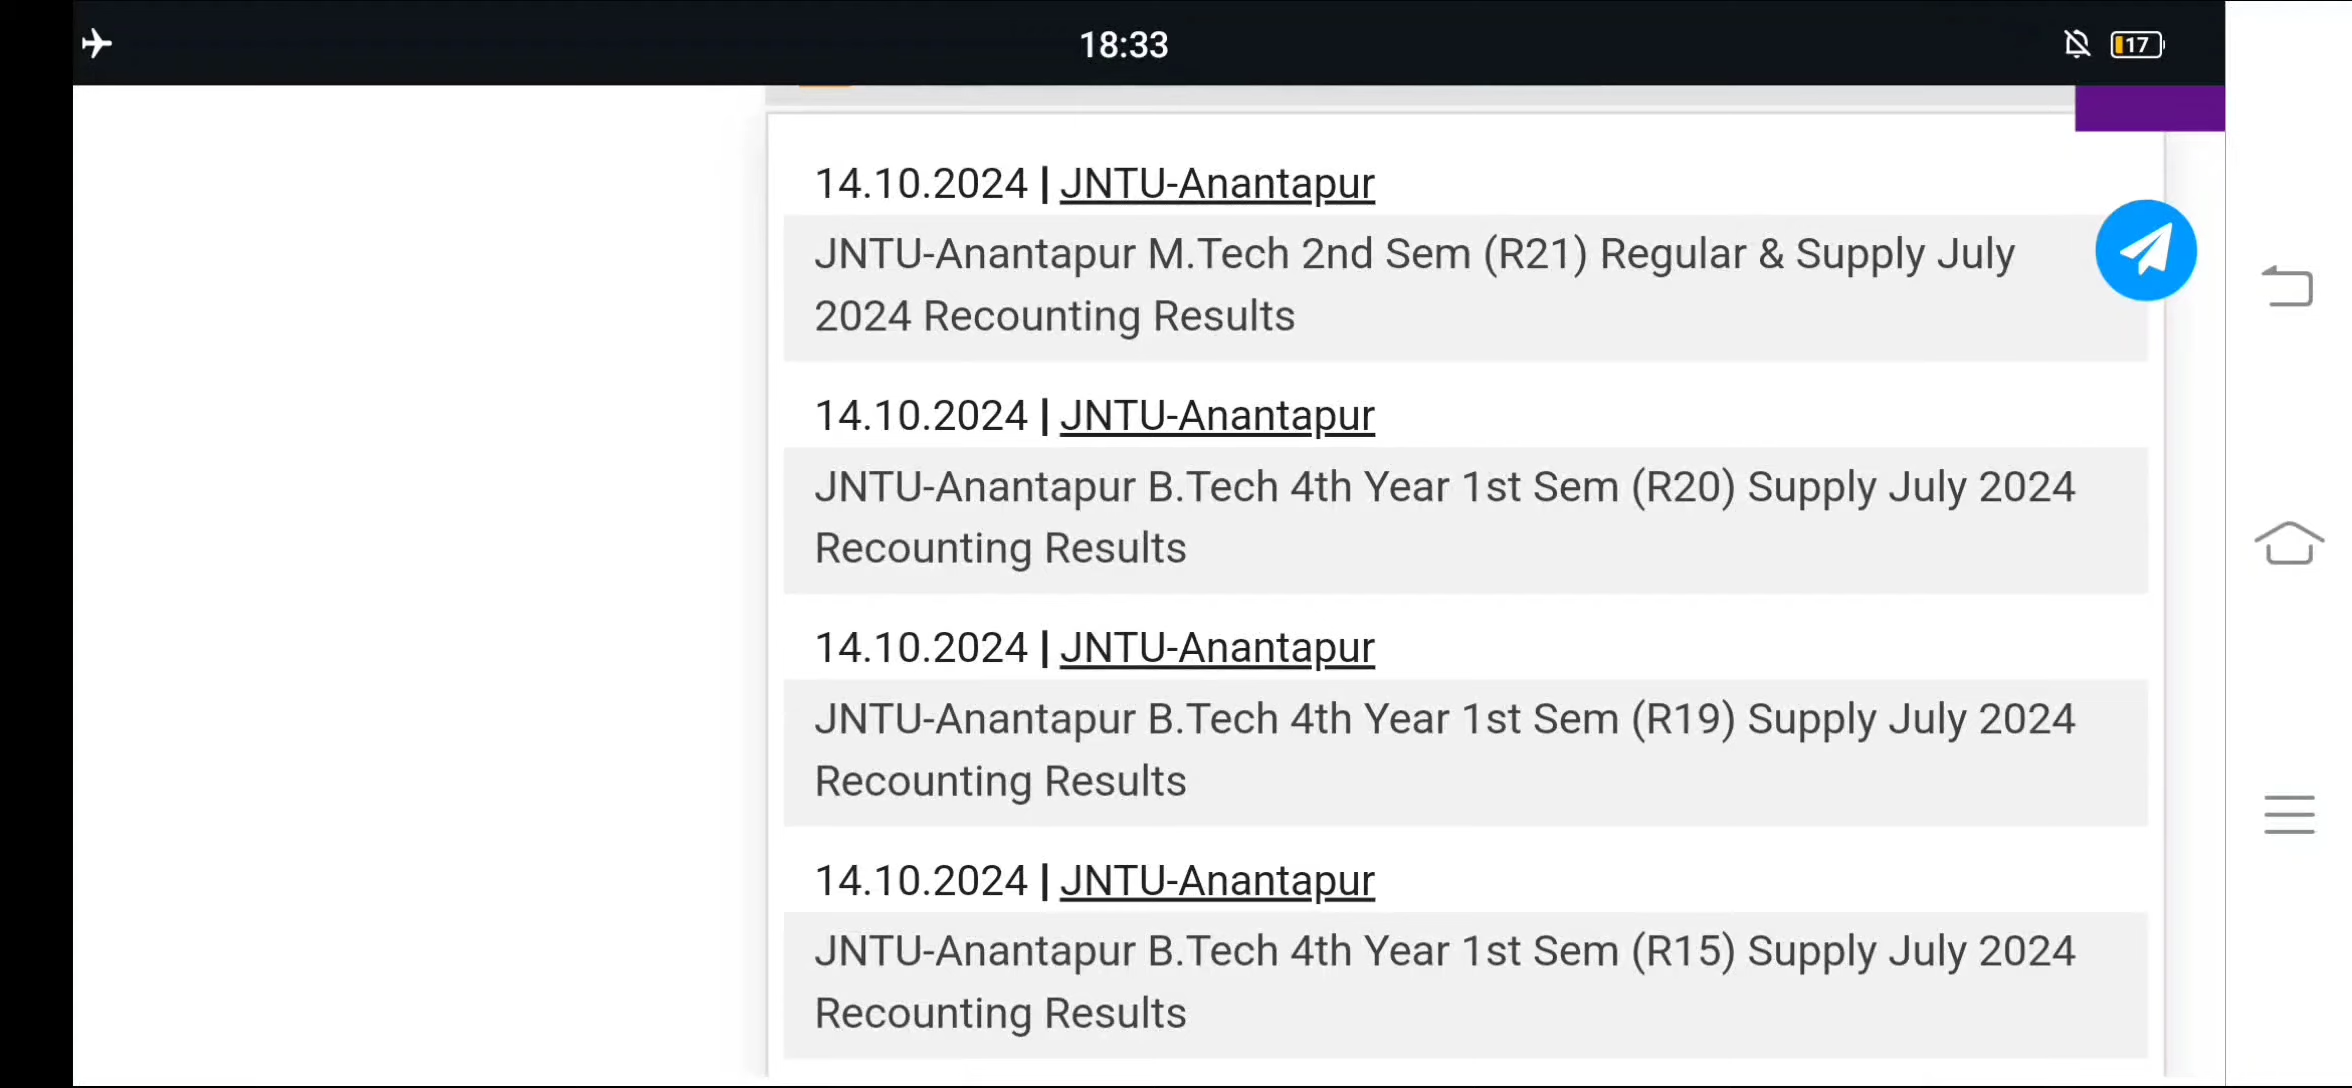 18:33
17
14.10.2024 | JNTU-Anantapur
JNTU-Anantapur M.Tech 2nd Sem (R21) Regular & Supply July
2024 Recounting Results
14.10.2024 | JNTU-Anantapur
JNTU-Anantapur B.Tech 4th Year 1st Sem (R20) Supply July 2024
Recounting Results
14.10.2024 | JNTU-Anantapur
JNTU-Anantapur B.Tech 4th Year 1st Sem (R19) Supply July 2024
Recounting Results
14.10.2024 | JNTU-Anantapur
JNTU-Anantapur B.Tech 4th Year 1st Sem (R15) Supply July 2024
Recounting Results